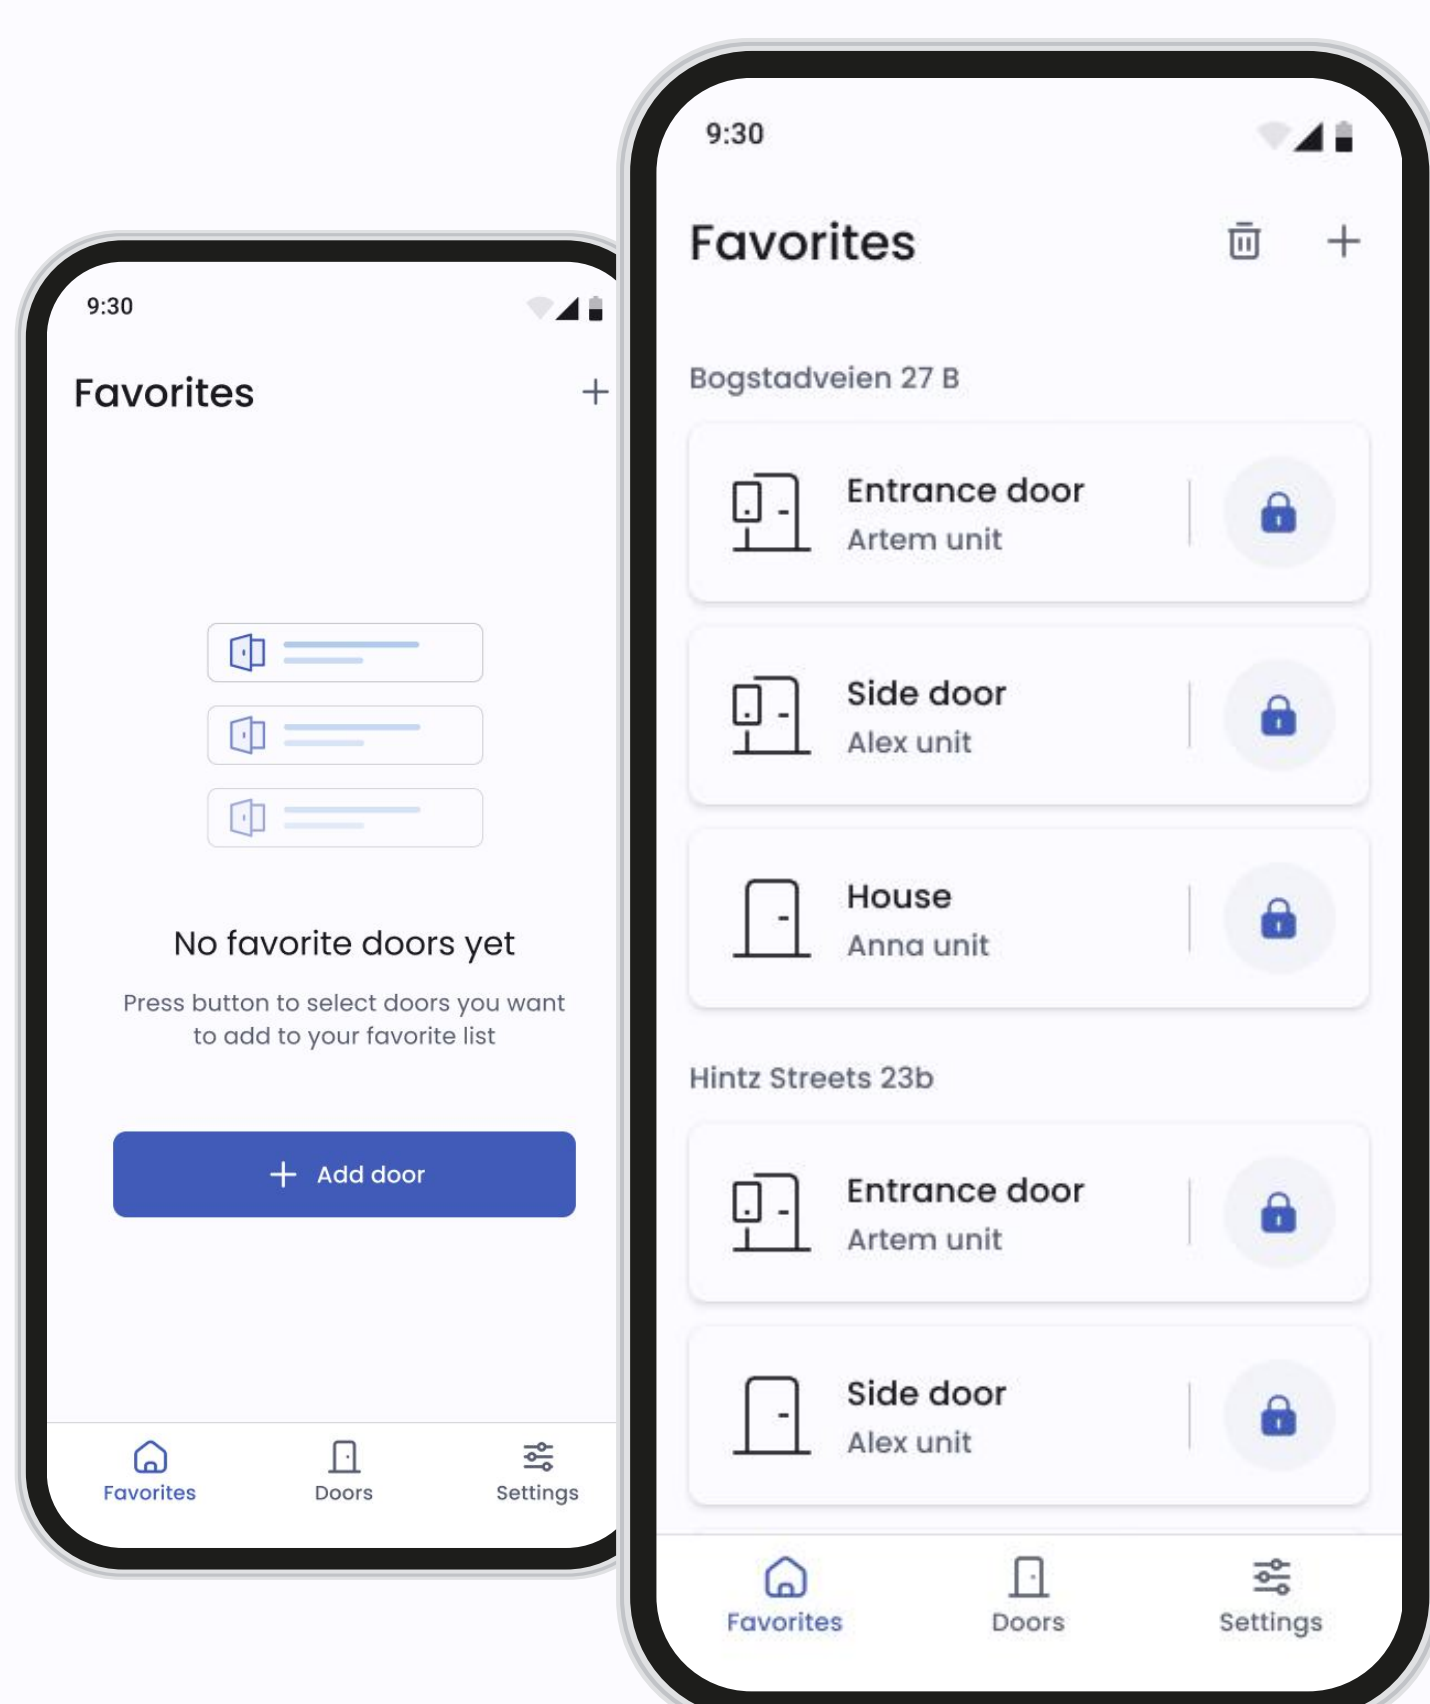 9:30
Favorites
No favorite doors yet
Press button to select doors you want
to add to your favorite list
Add door
Favorites
Doors
Settings
9:30
Favorites
Bogstadveien 27 B
Entrance door
Artem unit
Side door
Alex unit
House
Anna unit
Hintz Streets 23b
Entrance door
Artem unit
Side door
Alex unit
Favorites
Doors
Settings